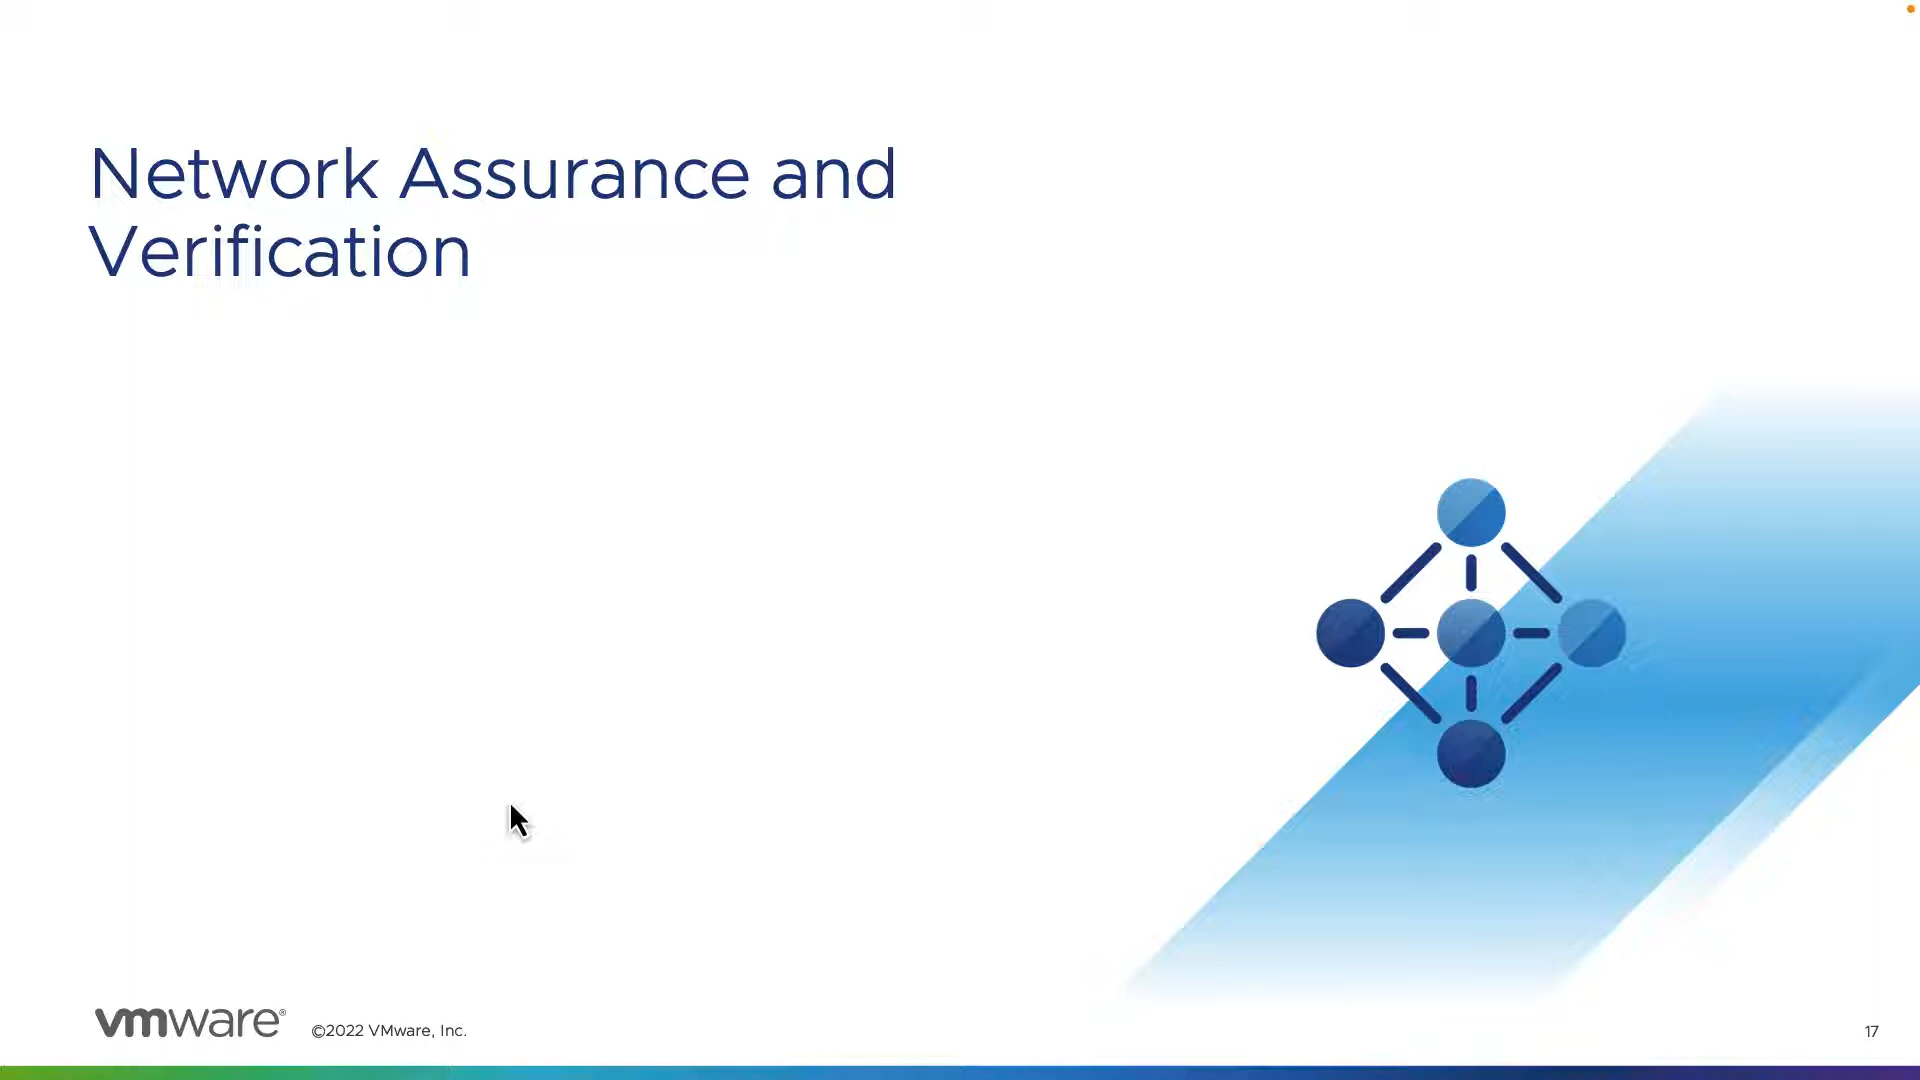 Network Assurance and
Verification
vmware®
©2022 VMware, Inc.
17